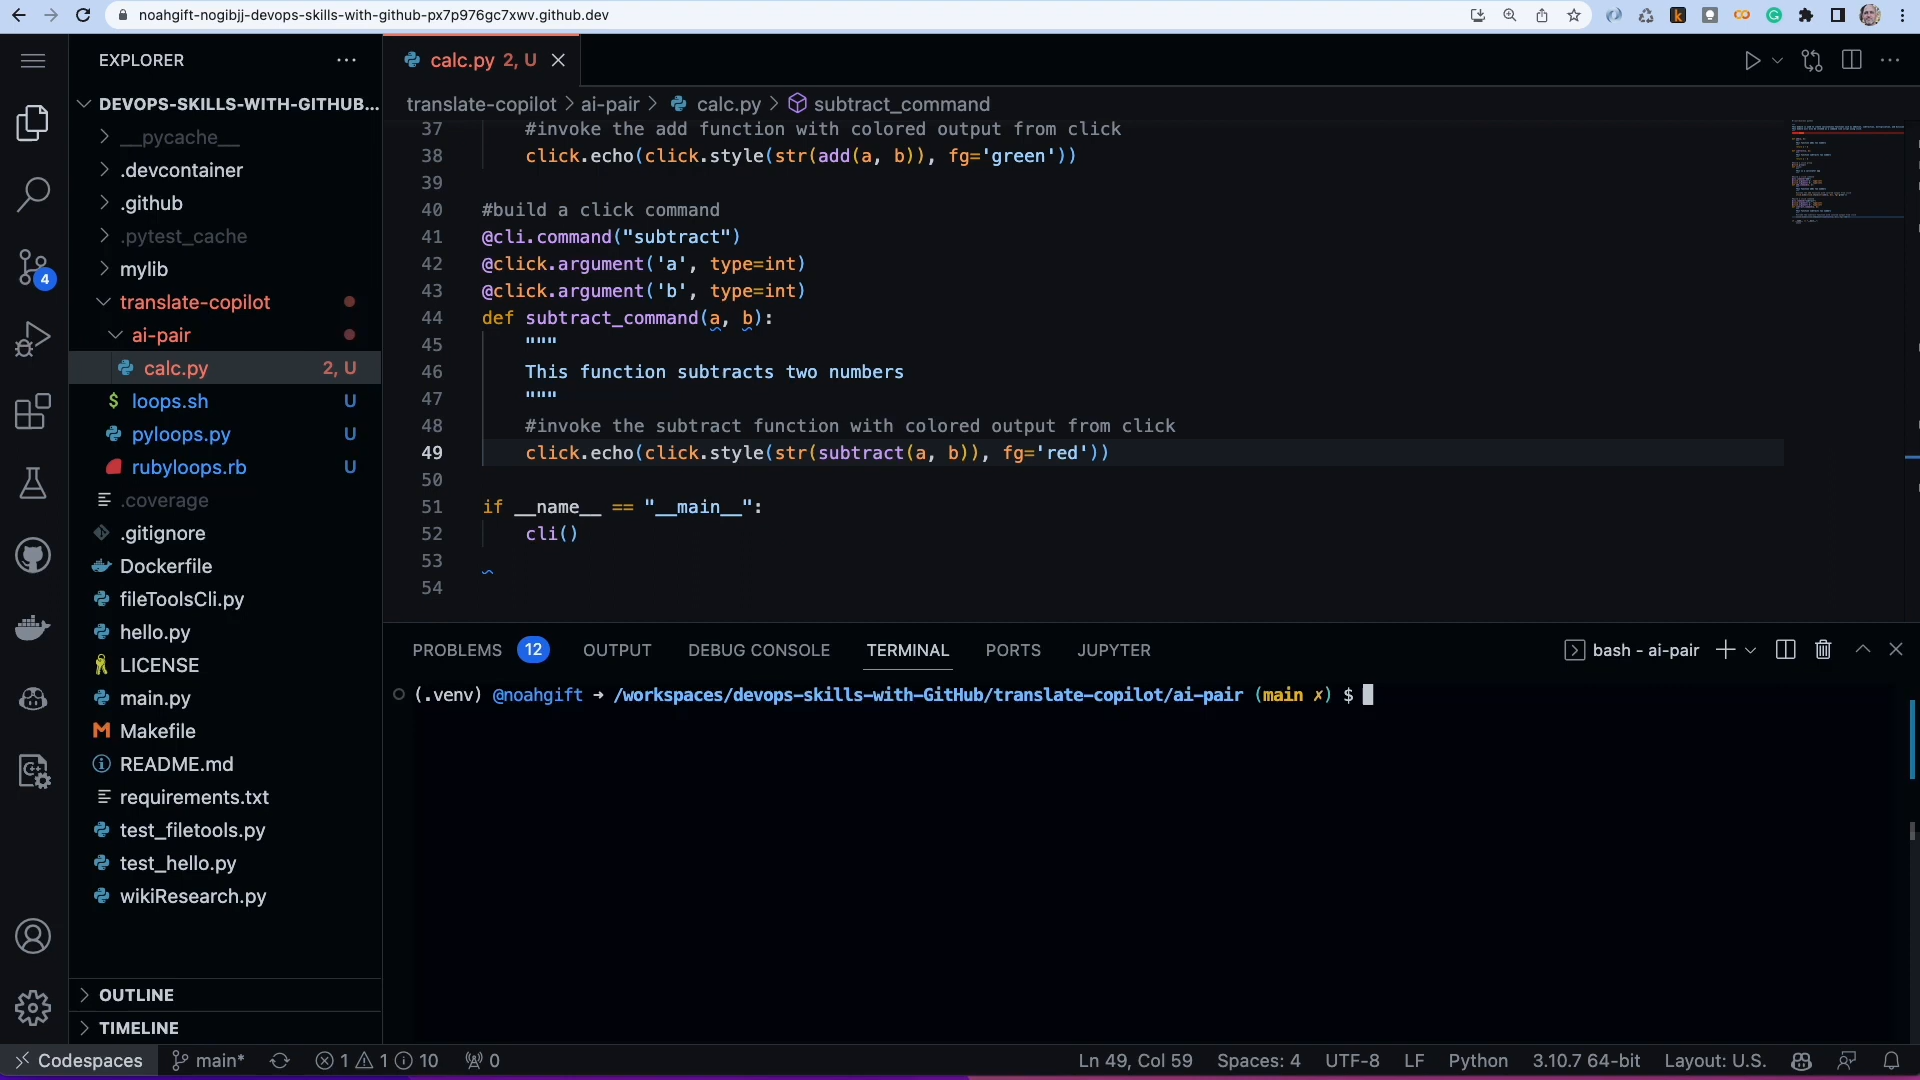 noahgift-nogibjj-devops-skills-with-github-px7p976gc7xwv.github.dev
EXPLORER
DEVOPS-SKILLS-WITH-GITHUB...
__pycache__
.devcontainer
.github
.pytest_cache
mylib
translate-copilot
ai-pair
calc.py 2, U
loops.sh U
pyloops.py U
rubyloops.rb U
.coverage
.gitignore
Dockerfile
fileToolsCli.py
hello.py
LICENSE
main.py
Makefile
README.md
requirements.txt
test_filetools.py
test_hello.py
wikiResearch.py
OUTLINE
TIMELINE
4
calc.py 2, U
translate-copilot > ai-pair > calc.py > subtract_command
37 #invoke the add function with colored output from click
38 click.echo(click.style(str(add(a, b)), fg='green'))
39
40 #build a click command
41 @cli.command("subtract")
42 @click.argument('a', type=int)
43 @click.argument('b', type=int)
44 def subtract_command(a, b):
45 """
46 This function subtracts two numbers
47 """
48 #invoke the subtract function with colored output from click
49 click.echo(click.style(str(subtract(a, b)), fg='red'))
50
51 if __name__ == "__main__":
52 cli()
53
54
PROBLEMS 12 OUTPUT DEBUG CONSOLE TERMINAL PORTS JUPYTER bash - ai-pair
(.venv) @noahgift → /workspaces/devops-skills-with-GitHub/translate-copilot/ai-pair (main ✗) $
Codespaces main* 1 1 10 0 Ln 49, Col 59 Spaces: 4 UTF-8 LF Python 3.10.7 64-bit Layout: U.S.